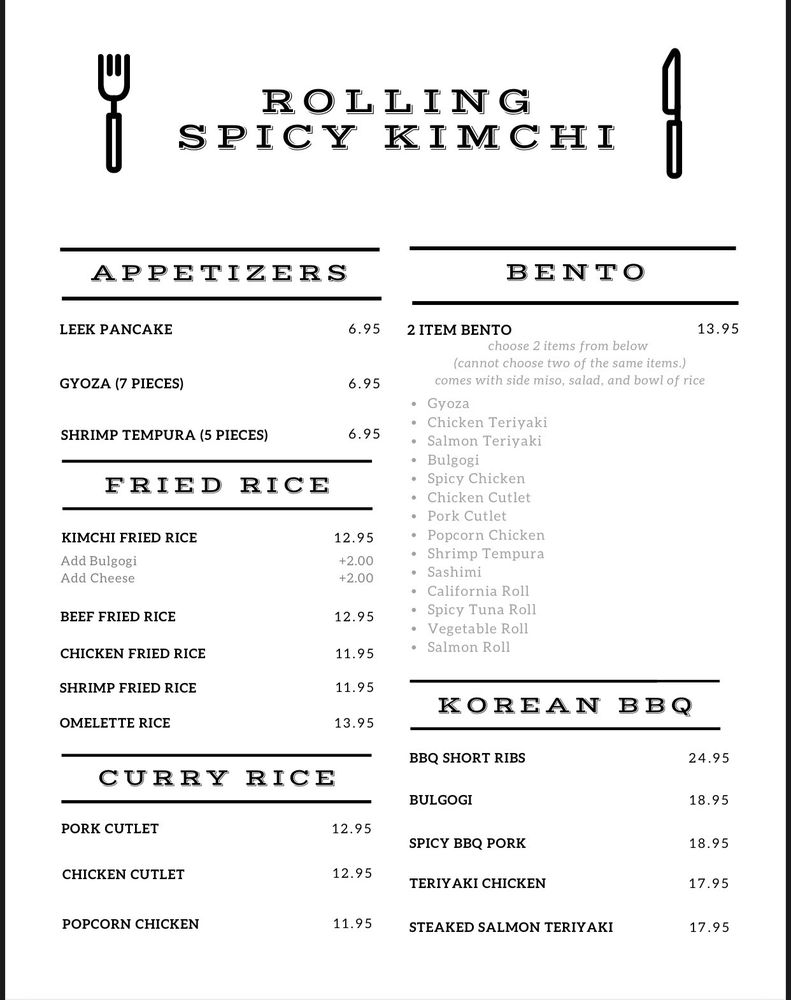 ROLLING
SPICY KIMCHI
APPETIZERS
LEEK PANCAKE 6.95
GYOZA (7 PIECES) 6.95
SHRIMP TEMPURA (5 PIECES) 6.95
FRIED RICE
KIMCHI FRIED RICE 12.95
Add Bulgogi +2.00
Add Cheese +2.00
BEEF FRIED RICE 12.95
CHICKEN FRIED RICE 11.95
SHRIMP FRIED RICE 11.95
OMELETTE RICE 13.95
CURRY RICE
PORK CUTLET 12.95
CHICKEN CUTLET 12.95
POPCORN CHICKEN 11.95
BENTO
2 ITEM BENTO 13.95
choose 2 items from below
(cannot choose two of the same items.)
comes with side miso, salad, and bowl of rice
• Gyoza
• Chicken Teriyaki
• Salmon Teriyaki
• Bulgogi
• Spicy Chicken
• Chicken Cutlet
• Pork Cutlet
• Popcorn Chicken
• Shrimp Tempura
• Sashimi
• California Roll
• Spicy Tuna Roll
• Vegetable Roll
• Salmon Roll
KOREAN BBQ
BBQ SHORT RIBS 24.95
BULGOGI 18.95
SPICY BBQ PORK 18.95
TERIYAKI CHICKEN 17.95
STEAKED SALMON TERIYAKI 17.95